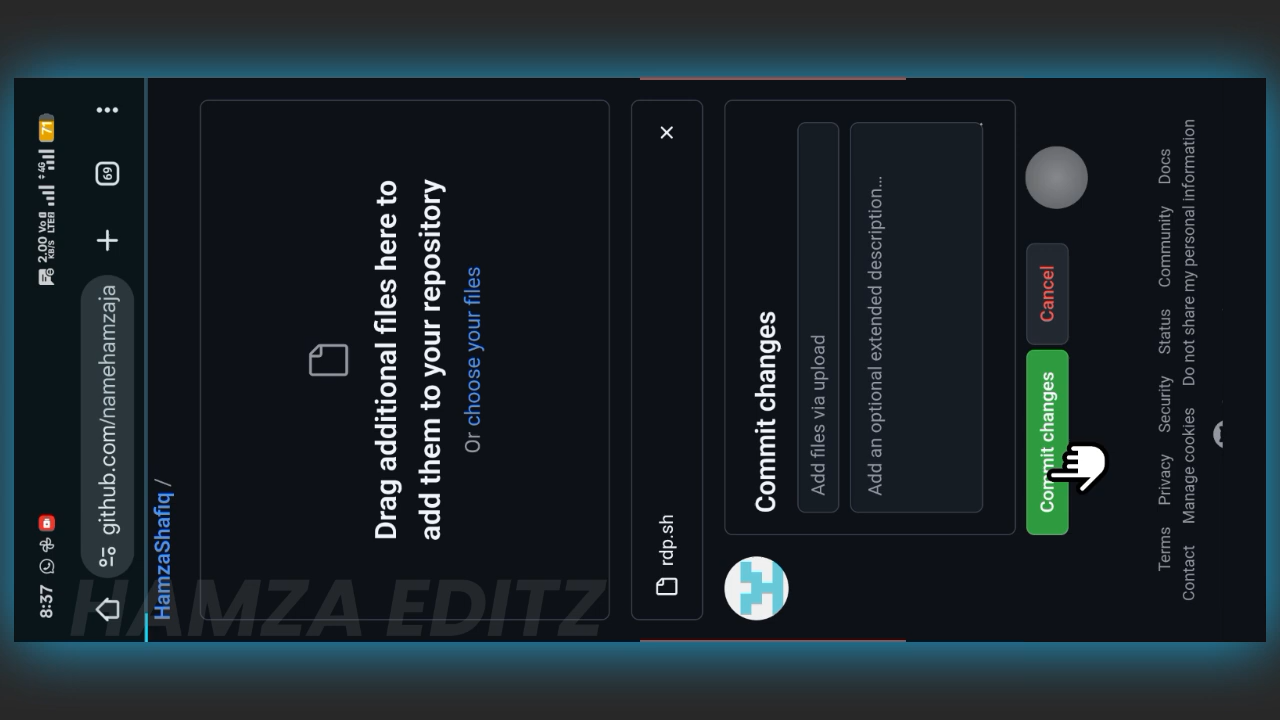 8:37
2.00 KB/S Vo LTE 4G 71
github.com/namehamzaja
69
HamzaShafiq /
Drag additional files here to
add them to your repository
Or choose your files
rdp.sh
Commit changes
Add files via upload
Add an optional extended description...
Commit changes
Cancel
Terms Privacy Security Status Community Docs
Contact Manage cookies Do not share my personal information
HAMZA EDITZ